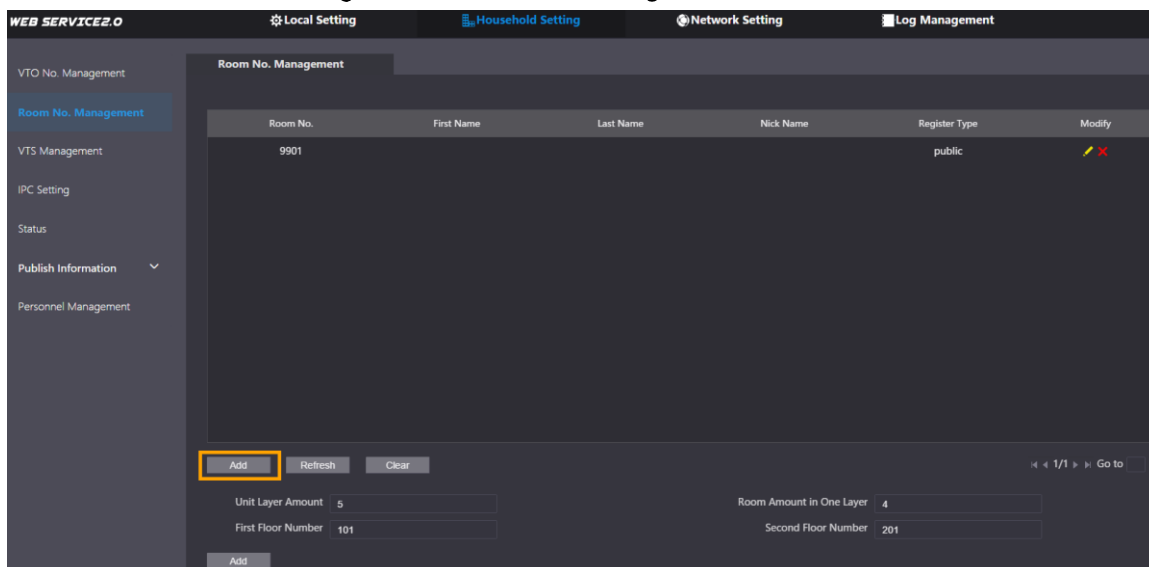 WEB SERVICE2.0 Local Setting Household Setting Network Setting Log Management
VTO No. Management
Room No. Management
VTS Management
IPC Setting
Status
Publish Information
Personnel Management
Room No. Management
Room No. First Name Last Name Nick Name Register Type Modify
9901 public
Add Refresh Clear 1/1 Go to
Unit Layer Amount 5 Room Amount in One Layer 4
First Floor Number 101 Second Floor Number 201
Add